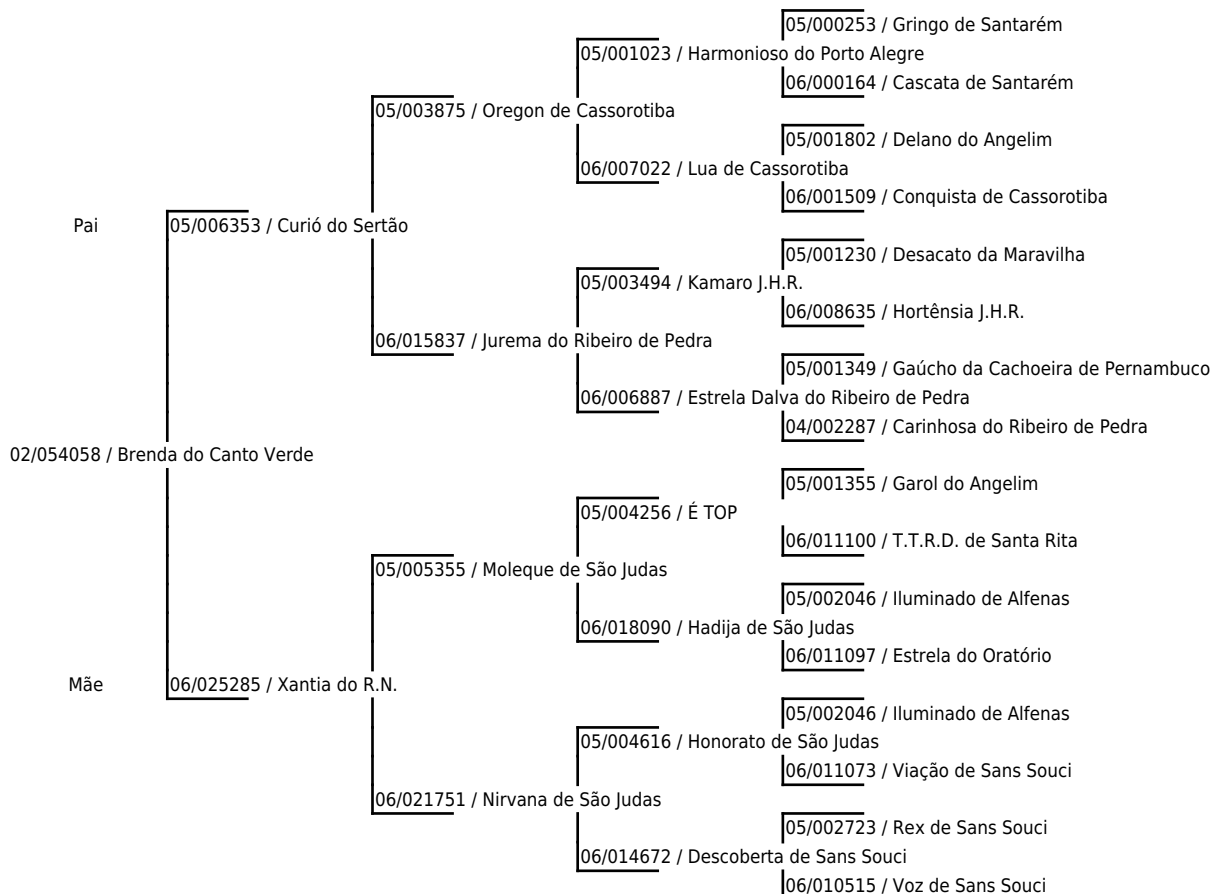 05/000253 / Gringo de Santarém
05/001023 / Harmonioso do Porto Alegre
06/000164 / Cascata de Santarém
05/003875 / Oregon de Cassorotiba
05/001802 / Delano do Angelim
06/007022 / Lua de Cassorotiba
06/001509 / Conquista de Cassorotiba
Pai
05/006353 / Curió do Sertão
05/001230 / Desacato da Maravilha
05/003494 / Kamaro J.H.R.
06/008635 / Hortênsia J.H.R.
06/015837 / Jurema do Ribeiro de Pedra
05/001349 / Gaúcho da Cachoeira de Pernambuco
06/006887 / Estrela Dalva do Ribeiro de Pedra
04/002287 / Carinhosa do Ribeiro de Pedra
02/054058 / Brenda do Canto Verde
05/001355 / Garol do Angelim
05/004256 / É TOP
06/011100 / T.T.R.D. de Santa Rita
05/005355 / Moleque de São Judas
05/002046 / Iluminado de Alfenas
06/018090 / Hadija de São Judas
06/011097 / Estrela do Oratório
Mãe
06/025285 / Xantia do R.N.
05/002046 / Iluminado de Alfenas
05/004616 / Honorato de São Judas
06/011073 / Viação de Sans Souci
06/021751 / Nirvana de São Judas
05/002723 / Rex de Sans Souci
06/014672 / Descoberta de Sans Souci
06/010515 / Voz de Sans Souci